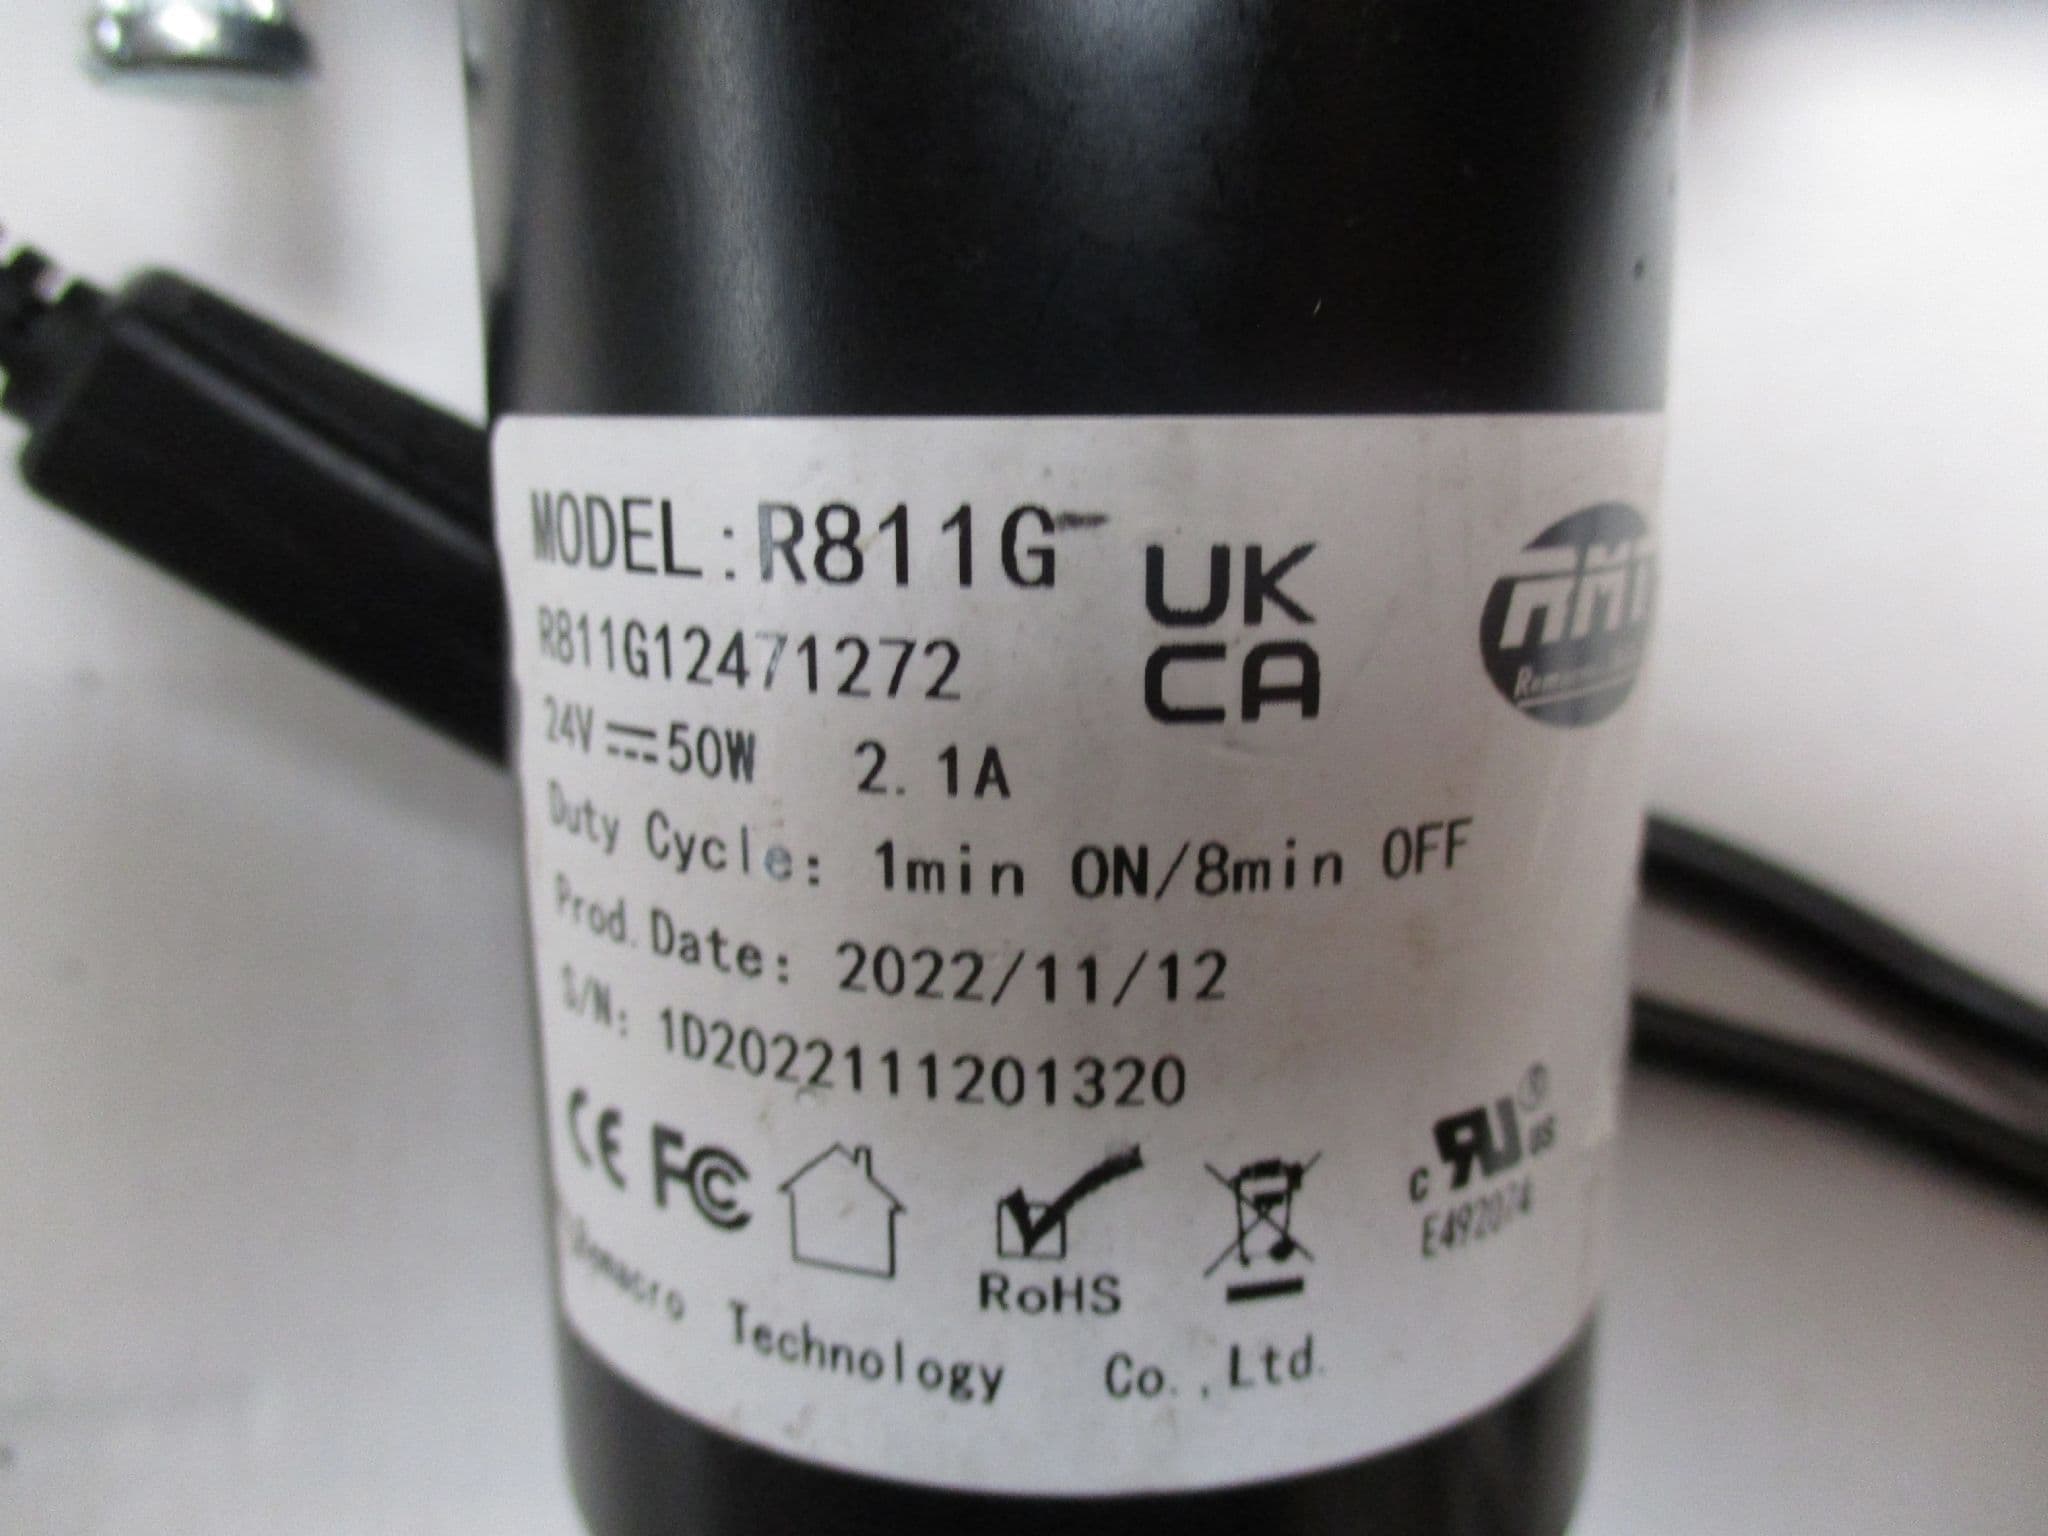 MODEL: R811G-
UK
CA
R811G12471272
24V⎓50W 2.1A
Duty Cycle: 1min ON/8min OFF
Prod.Date: 2022/11/12
S/N: 1D2022111201320
CE FC
RoHS
c RU us
E492074
Technology Co.,Ltd.